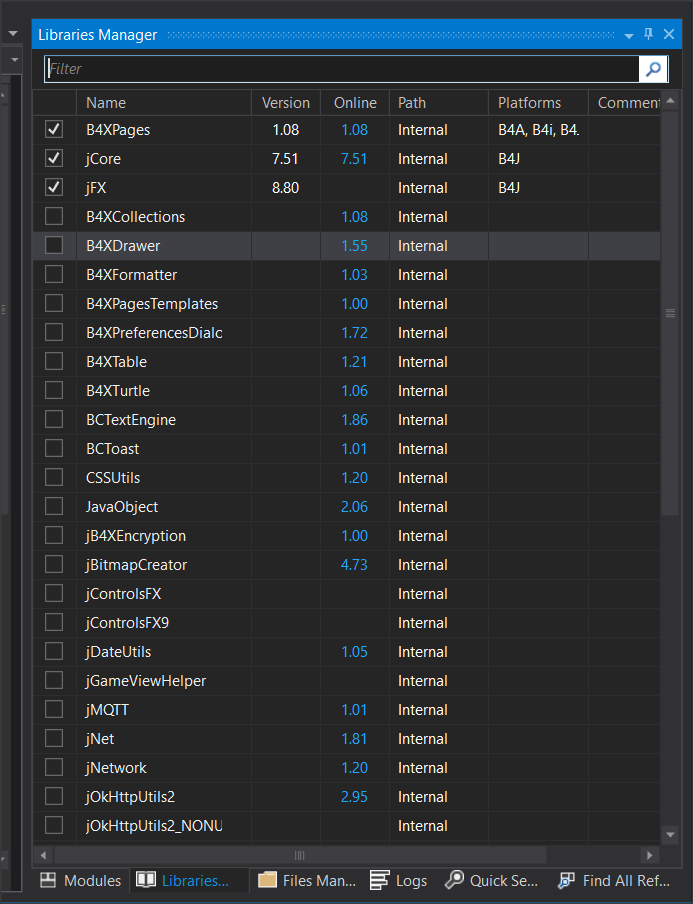 Libraries Manager
Filter
Name Version Online Path Platforms Comment
B4XPages 1.08 1.08 Internal B4A, B4i, B4.
jCore 7.51 7.51 Internal B4J
jFX 8.80 Internal B4J
B4XCollections 1.08 Internal
B4XDrawer 1.55 Internal
B4XFormatter 1.03 Internal
B4XPagesTemplates 1.00 Internal
B4XPreferencesDialo 1.72 Internal
B4XTable 1.21 Internal
B4XTurtle 1.06 Internal
BCTextEngine 1.86 Internal
BCToast 1.01 Internal
CSSUtils 1.20 Internal
JavaObject 2.06 Internal
jB4XEncryption 1.00 Internal
jBitmapCreator 4.73 Internal
jControlsFX Internal
jControlsFX9 Internal
jDateUtils 1.05 Internal
jGameViewHelper Internal
jMQTT 1.01 Internal
jNet 1.81 Internal
jNetwork 1.20 Internal
jOkHttpUtils2 2.95 Internal
jOkHttpUtils2_NONU Internal
Modules Libraries... Files Man... Logs Quick Se... Find All Ref...